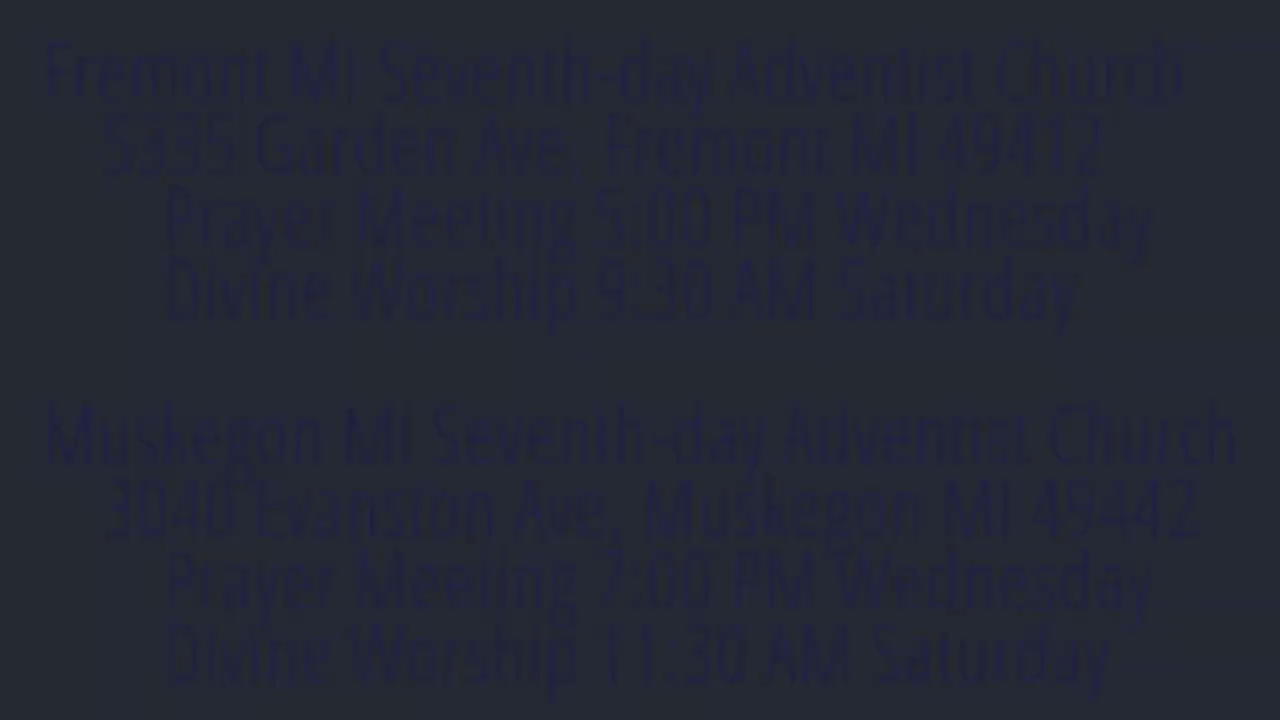 Fremont MI Seventh-day Adventist Church
5335 Garden Ave, Fremont MI 49412
Prayer Meeting 5:00 PM Wednesday
Divine Worship 9:30 AM Saturday
Muskegon MI Seventh-day Adventist Church
3040 Evanston Ave, Muskegon MI 49442
Prayer Meeting 7:00 PM Wednesday
Divine Worship 11:30 AM Saturday